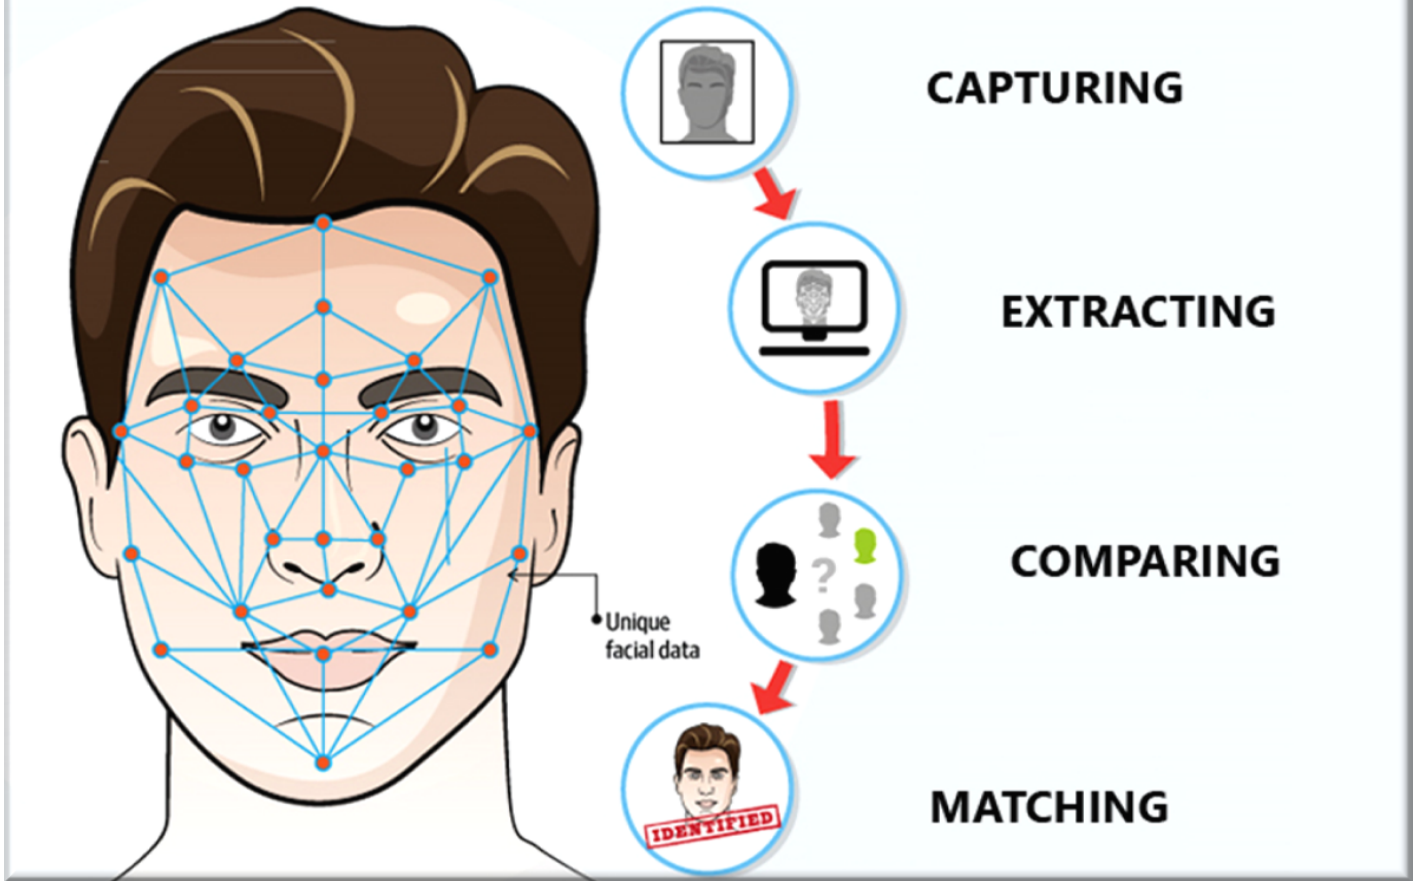 CAPTURING
EXTRACTING
COMPARING
?
Unique
facial data
MATCHING
IDENTIFIED